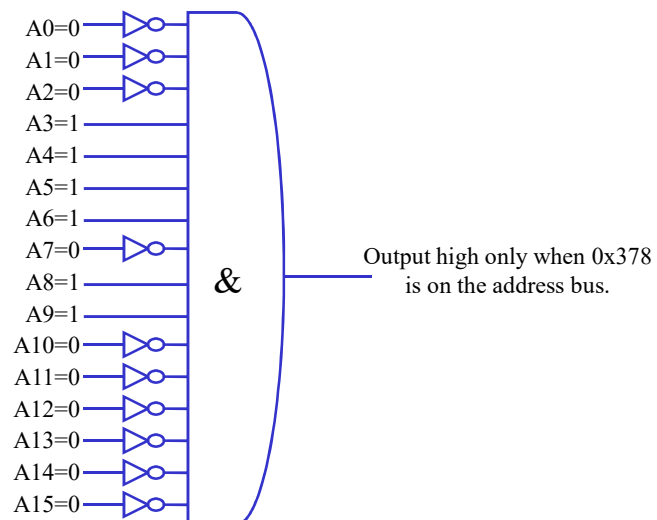 A0=0
A1=0
A2=0
A3=1
A4=1
A5=1
A6=1
A7=0
A8=1
A9=1
A10=0
A11=0
A12=0
A13=0
A14=0
A15=0
&
Output high only when 0x378
is on the address bus.